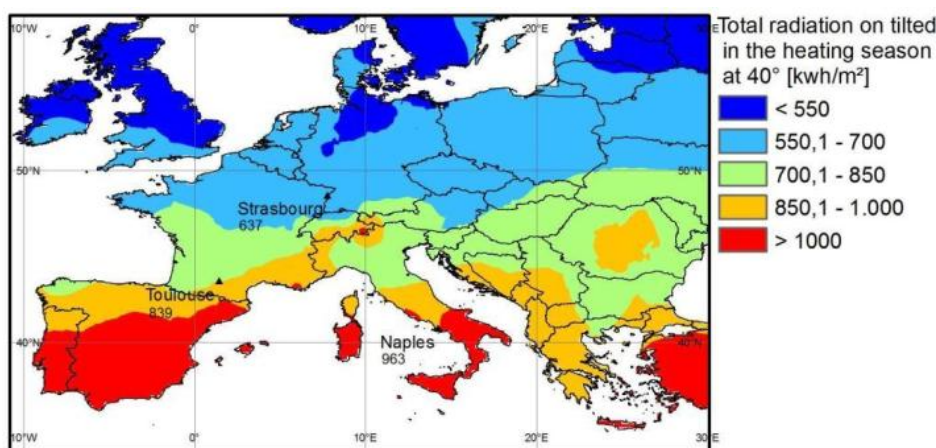 10°W
0°
10°E
20°E
E
Total radiation on tilted
in the heating season
at 40° [kwh/m²]
< 550
550,1 - 700
700,1 - 850
850,1 - 1.000
> 1000
50°N
50°N
Strasbourg
637
Toulouse
839
Naples
963
40°N
40°N
10°W
0°
10°E
20°E
30°E